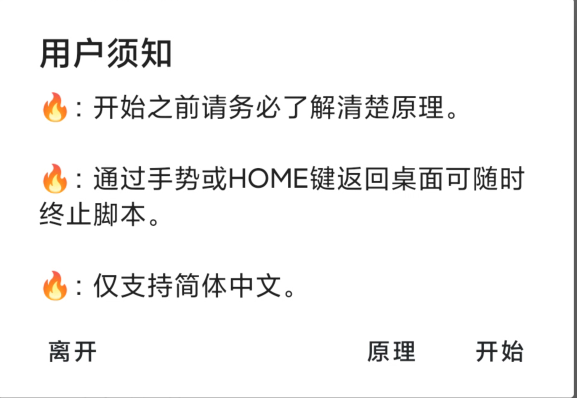 用户须知
🔥: 开始之前请务必了解清楚原理。
🔥: 通过手势或HOME键返回桌面可随时
终止脚本。
🔥: 仅支持简体中文。
离开 原理 开始